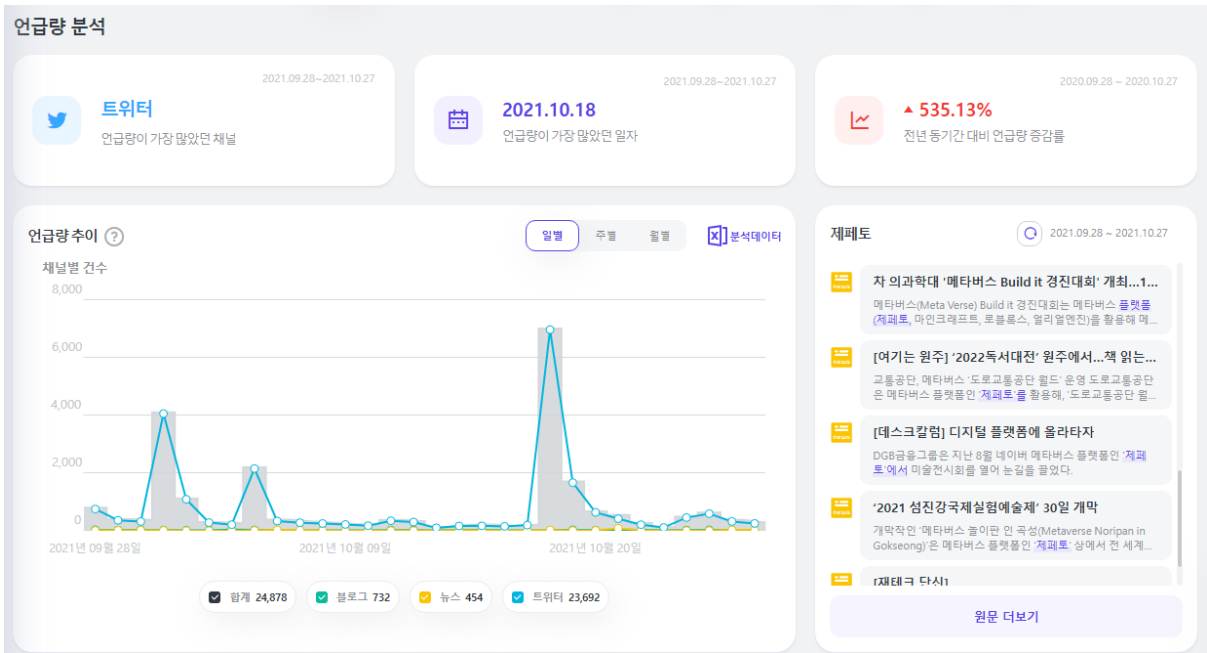 언급량 분석
2021.09.28~2021.10.27
트위터
언급량이 가장 많았던 채널
2021.09.28~2021.10.27
2021.10.18
언급량이 가장 많았던 일자
2020.09.28 ~ 2020.10.27
▲ 535.13%
전년 동기간 대비 언급량 증감률
언급량 추이 ?
일별 주별 월별
분석데이터
채널별 건수
8,000
6,000
4,000
2,000
0
2021년 09월 28일 2021년 10월 09일 2021년 10월 20일
합계 24,878 블로그 732 뉴스 454 트위터 23,692
제페토
2021.09.28 ~ 2021.10.27
차 의과학대 '메타버스 Build it 경진대회' 개최...1...
메타버스(Meta Verse) Build it 경진대회는 메타버스 플랫폼
(제페토, 마인크래프트, 로블록스, 얼리얼엔진)을 활용해 메...
[여기는 원주] ‘2022독서대전’ 원주에서...책 읽는...
교통공단, 메타버스 '도로교통공단 월드' 운영 도로교통공단
은 메타버스 플랫폼인 '제페토'를 활용해, '도로교통공단 월...
[데스크칼럼] 디지털 플랫폼에 올라타자
DGB금융그룹은 지난 8월 네이버 메타버스 플랫폼인 '제페
토'에서 미술전시회를 열어 눈길을 끌었다.
‘2021 섬진강국제실험예술제’ 30일 개막
개막작인 '메타버스 놀이판 인 곡성(Metaverse Noripan in
Gokseong)'은 메타버스 플랫폼인 '제페토' 상에서 전 세계...
[재테크 단신]
원문 더보기